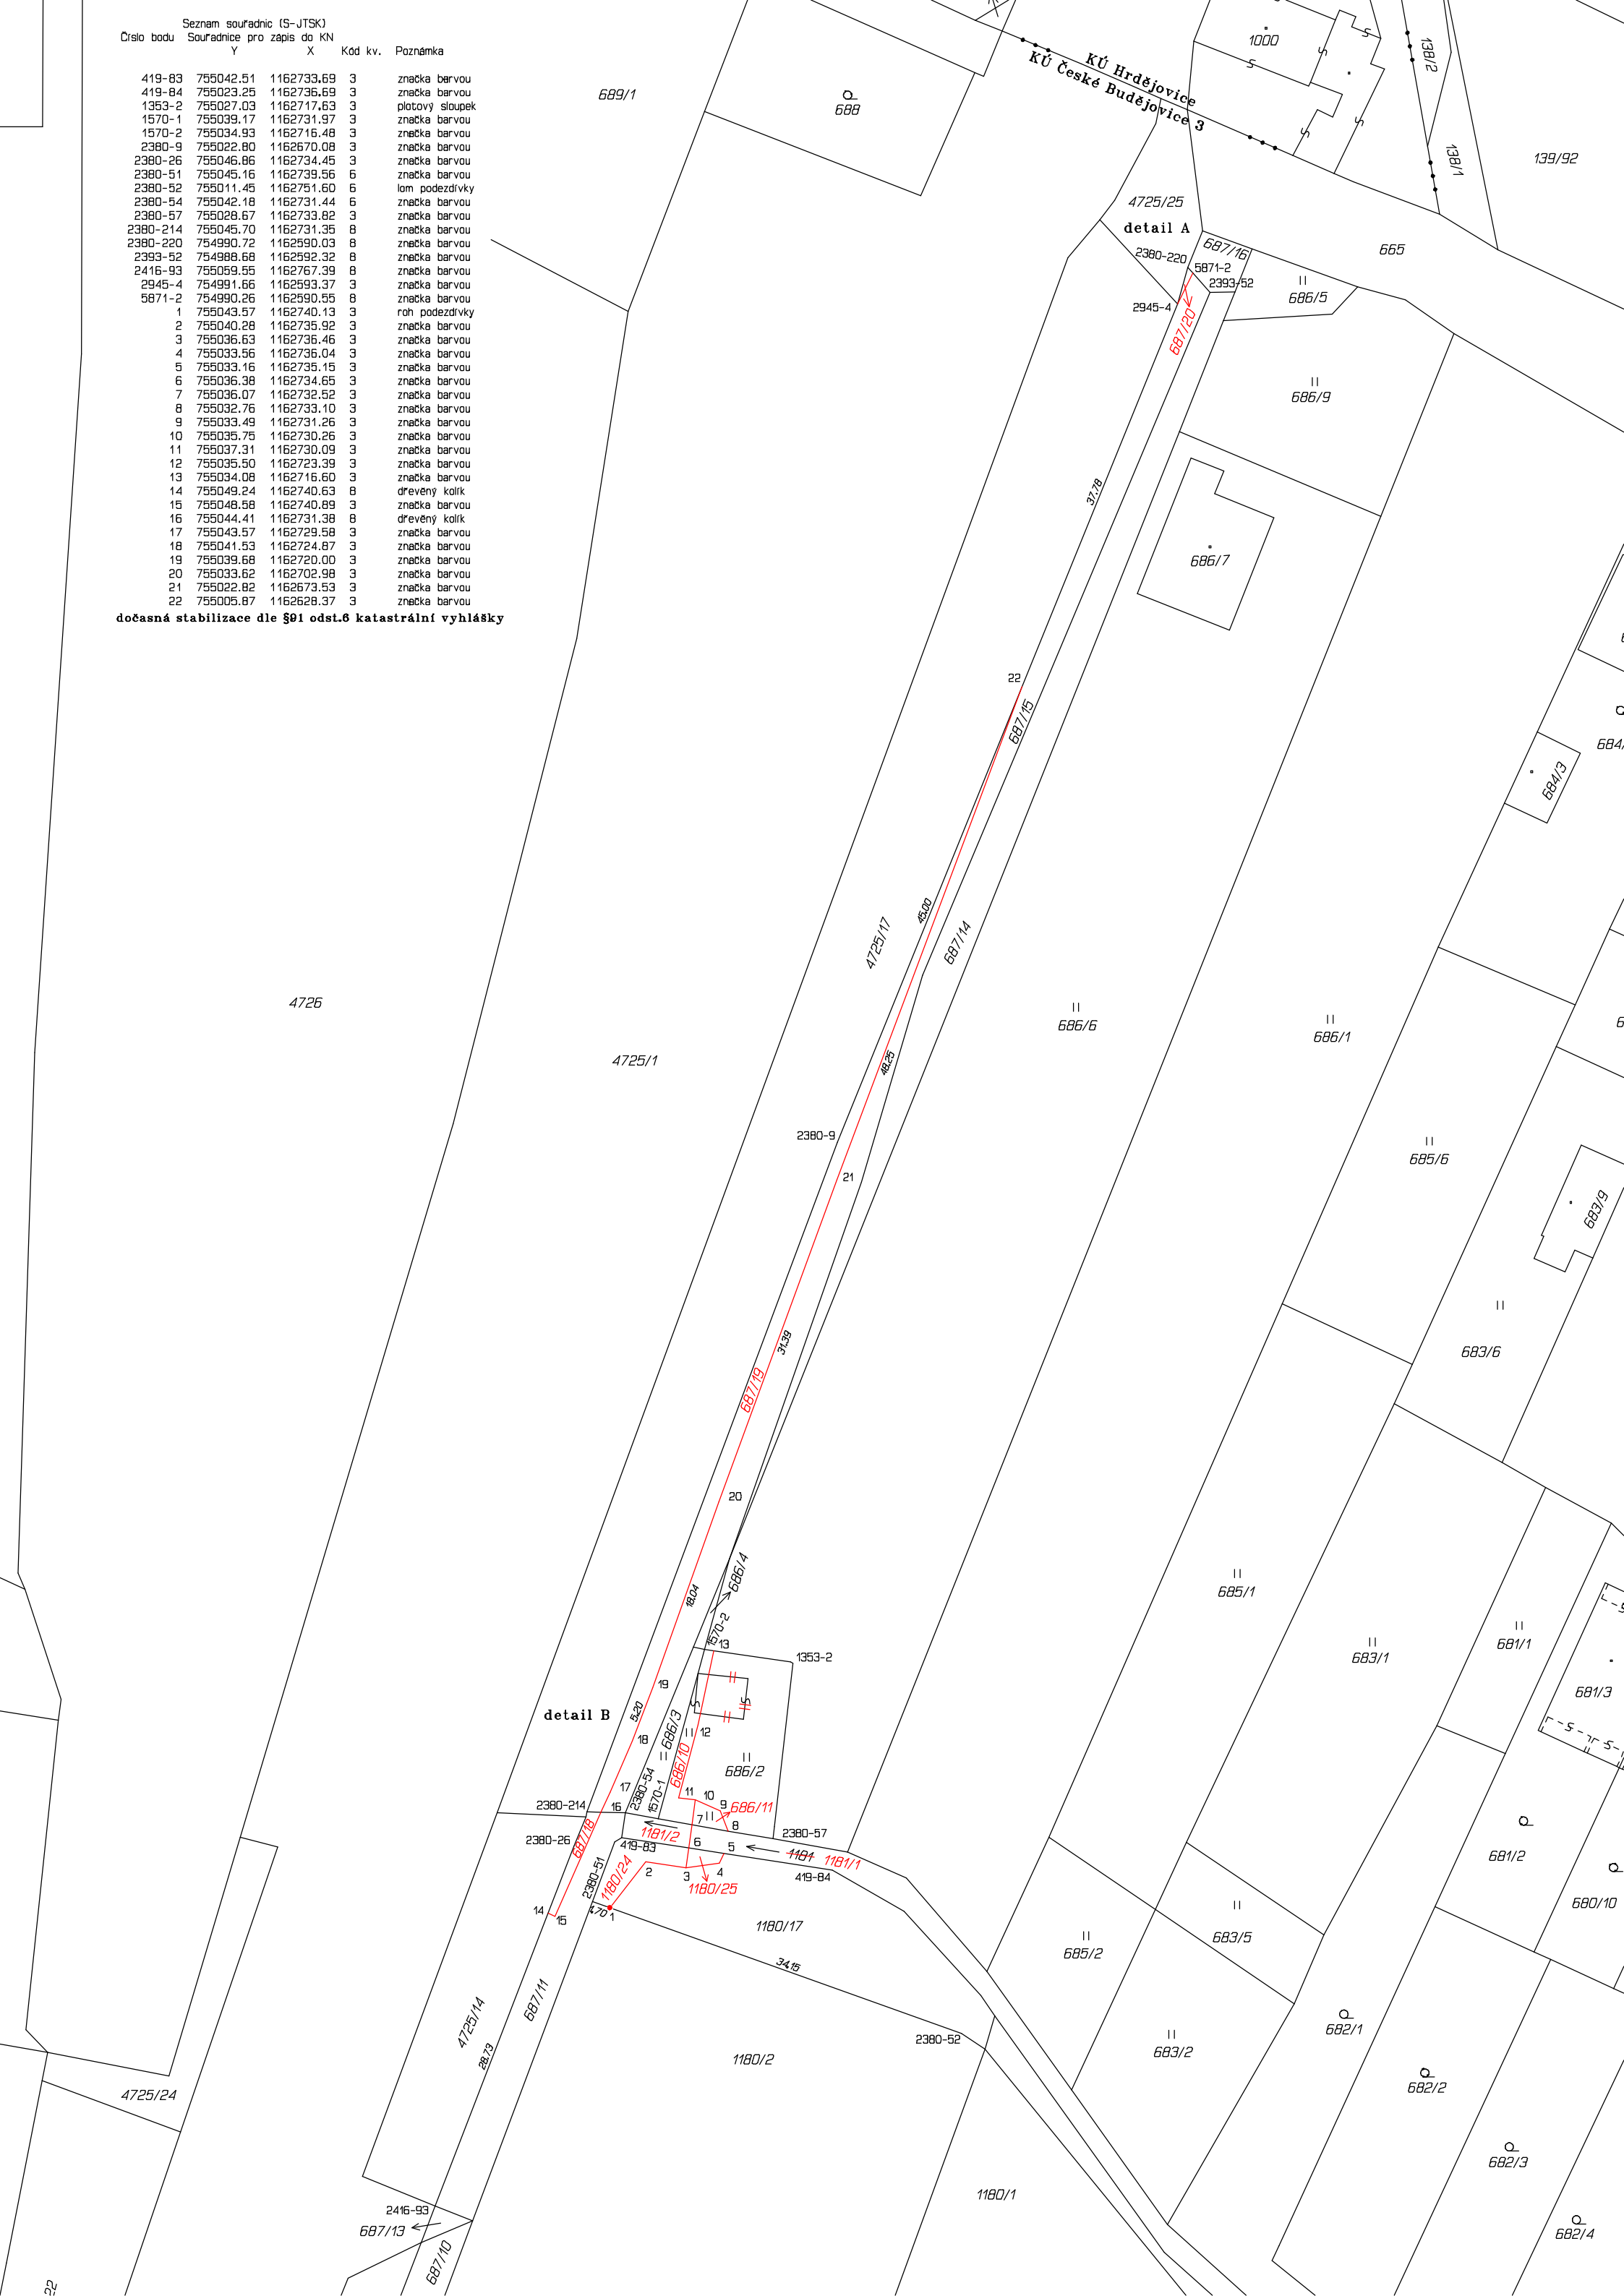 Seznam souřadnic (S-JTSK)
Číslo bodu Souřadnice pro zápis do KN
Y X Kód kv. Poznámka
419-83 755042.51 1162733.69 3 značka barvou
419-84 755023.25 1162736.69 3 značka barvou
1353-2 755027.03 1162717.63 3 plotový sloupek
1570-1 755039.17 1162731.97 3 značka barvou
1570-2 755034.93 1162716.48 3 značka barvou
2380-9 755022.80 1162670.08 3 značka barvou
2380-26 755046.86 1162734.45 3 značka barvou
2380-51 755045.16 1162739.56 6 značka barvou
2380-52 755011.45 1162751.60 6 lom podezdívky
2380-54 755042.18 1162731.44 6 značka barvou
2380-57 755028.67 1162733.82 3 značka barvou
2380-214 755045.70 1162731.35 8 značka barvou
2380-220 754990.72 1162590.03 8 značka barvou
2393-52 754988.68 1162592.32 8 značka barvou
2416-93 755059.55 1162767.39 8 značka barvou
2945-4 754991.66 1162593.37 8 značka barvou
5871-2 754990.26 1162590.55 8 značka barvou
1 755043.57 1162740.13 3 roh podezdívky
2 755040.28 1162735.92 3 značka barvou
3 755036.63 1162736.46 3 značka barvou
4 755033.56 1162736.04 3 značka barvou
5 755033.16 1162735.15 3 značka barvou
6 755036.38 1162734.65 3 značka barvou
7 755036.07 1162732.52 3 značka barvou
8 755032.76 1162733.10 3 značka barvou
9 755033.49 1162731.26 3 značka barvou
10 755035.75 1162730.26 3 značka barvou
11 755037.31 1162730.09 3 značka barvou
12 755035.50 1162723.39 3 značka barvou
13 755034.08 1162716.60 3 značka barvou
14 755049.24 1162740.63 8 dřevěný kolík
15 755048.58 1162740.89 3 značka barvou
16 755044.41 1162731.38 8 dřevěný kolík
17 755043.57 1162729.58 3 značka barvou
18 755041.53 1162724.87 3 značka barvou
19 755039.68 1162720.00 3 značka barvou
20 755033.62 1162702.98 3 značka barvou
21 755022.82 1162673.53 3 značka barvou
22 755005.87 1162628.37 3 značka barvou
dočasná stabilizace dle §91 odst.6 katastrální vyhlášky
689/1
688
KÚ Hrdějovice
KÚ České Budějovice 3
1000
138/2
138/1
139/92
4725/25
detail A
687/16
665
2380-220
5871-2
2393-52
2945-4
687/20
686/5
686/9
37.78
686/7
22
687/15
684/3
45.00
4725/17
687/14
4726
4725/1
48.25
686/6
686/1
2380-9
21
685/6
683/9
31.39
687/19
683/6
20
686/4
18.04
685/1
1570-2
13
1353-2
683/1
681/1
681/3
19
5.20
detail B
18
686/3
12
686/10
686/2
17
2380-54
1570-1
11
10
9
686/11
2380-214
16
7
8
2380-57
2380-26
687/18
1181/2
419-83
6
5
1181
1181/1
2380-51
1180/24
2
3
4
1180/25
419-84
681/2
680/10
14
15
4.70
1
1180/17
685/2
683/5
34.15
687/11
4725/14
28.73
2380-52
682/1
683/2
1180/2
4725/24
682/2
682/3
1180/1
2416-93
687/13
687/10
682/4
22